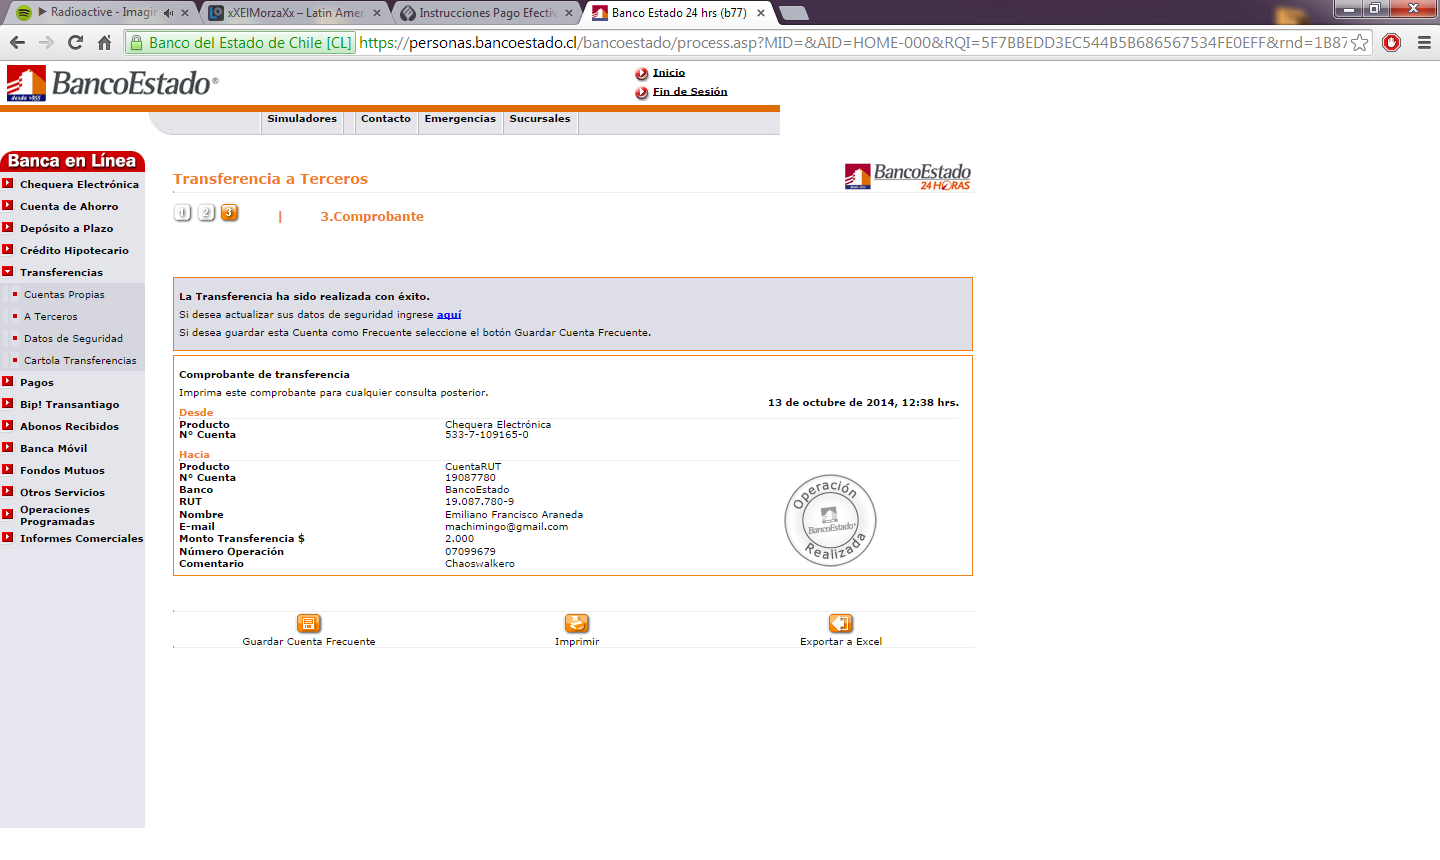 Radioactive - Imagin
xXElMorzaXx – Latin Amer
Instrucciones Pago Efectiv
Banco Estado 24 hrs (b77)
Banco del Estado de Chile [CL] https://personas.bancoestado.cl/bancoestado/process.asp?MID=&AID=HOME-000&RQI=5F7BBEDD3EC544B5B686567534FE0EFF&rnd=1B87
desde 1855
BancoEstado®
Inicio
Fin de Sesión
Simuladores Contacto Emergencias Sucursales
Banca en Línea
Chequera Electrónica
Cuenta de Ahorro
Depósito a Plazo
Crédito Hipotecario
Transferencias
Cuentas Propias
A Terceros
Datos de Seguridad
Cartola Transferencias
Pagos
Bip! Transantiago
Abonos Recibidos
Banca Móvil
Fondos Mutuos
Otros Servicios
Operaciones
Programadas
Informes Comerciales
Transferencia a Terceros
BancoEstado
24 HORAS
1 2 3 | 3.Comprobante
La Transferencia ha sido realizada con éxito.
Si desea actualizar sus datos de seguridad ingrese aquí
Si desea guardar esta Cuenta como Frecuente seleccione el botón Guardar Cuenta Frecuente.
Comprobante de transferencia
Imprima este comprobante para cualquier consulta posterior.
13 de octubre de 2014, 12:38 hrs.
Desde
Producto Chequera Electrónica
N° Cuenta 533-7-109165-0
Hacia
Producto CuentaRUT
N° Cuenta 19087780
Banco BancoEstado
RUT 19.087.780-9
Nombre Emiliano Francisco Araneda
E-mail machimingo@gmail.com
Monto Transferencia $ 2.000
Número Operación 07099679
Comentario Chaoswalkero
Operación
BancoEstado®
Realizada
Guardar Cuenta Frecuente Imprimir Exportar a Excel